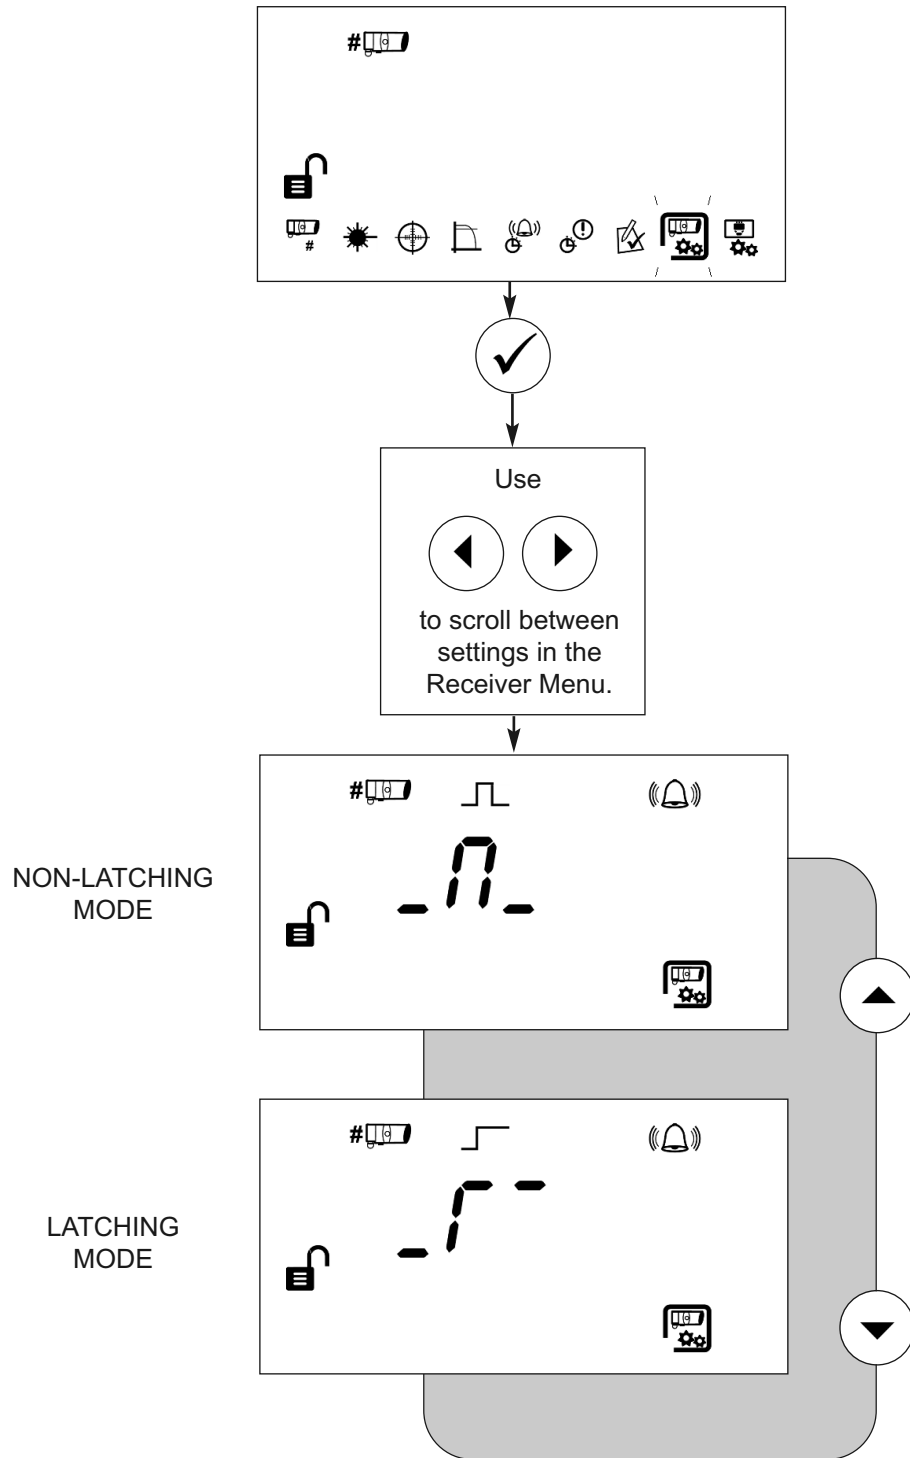 #
#
Use
to scroll between
settings in the
Receiver Menu.
#
NON-LATCHING
MODE
#
LATCHING
MODE